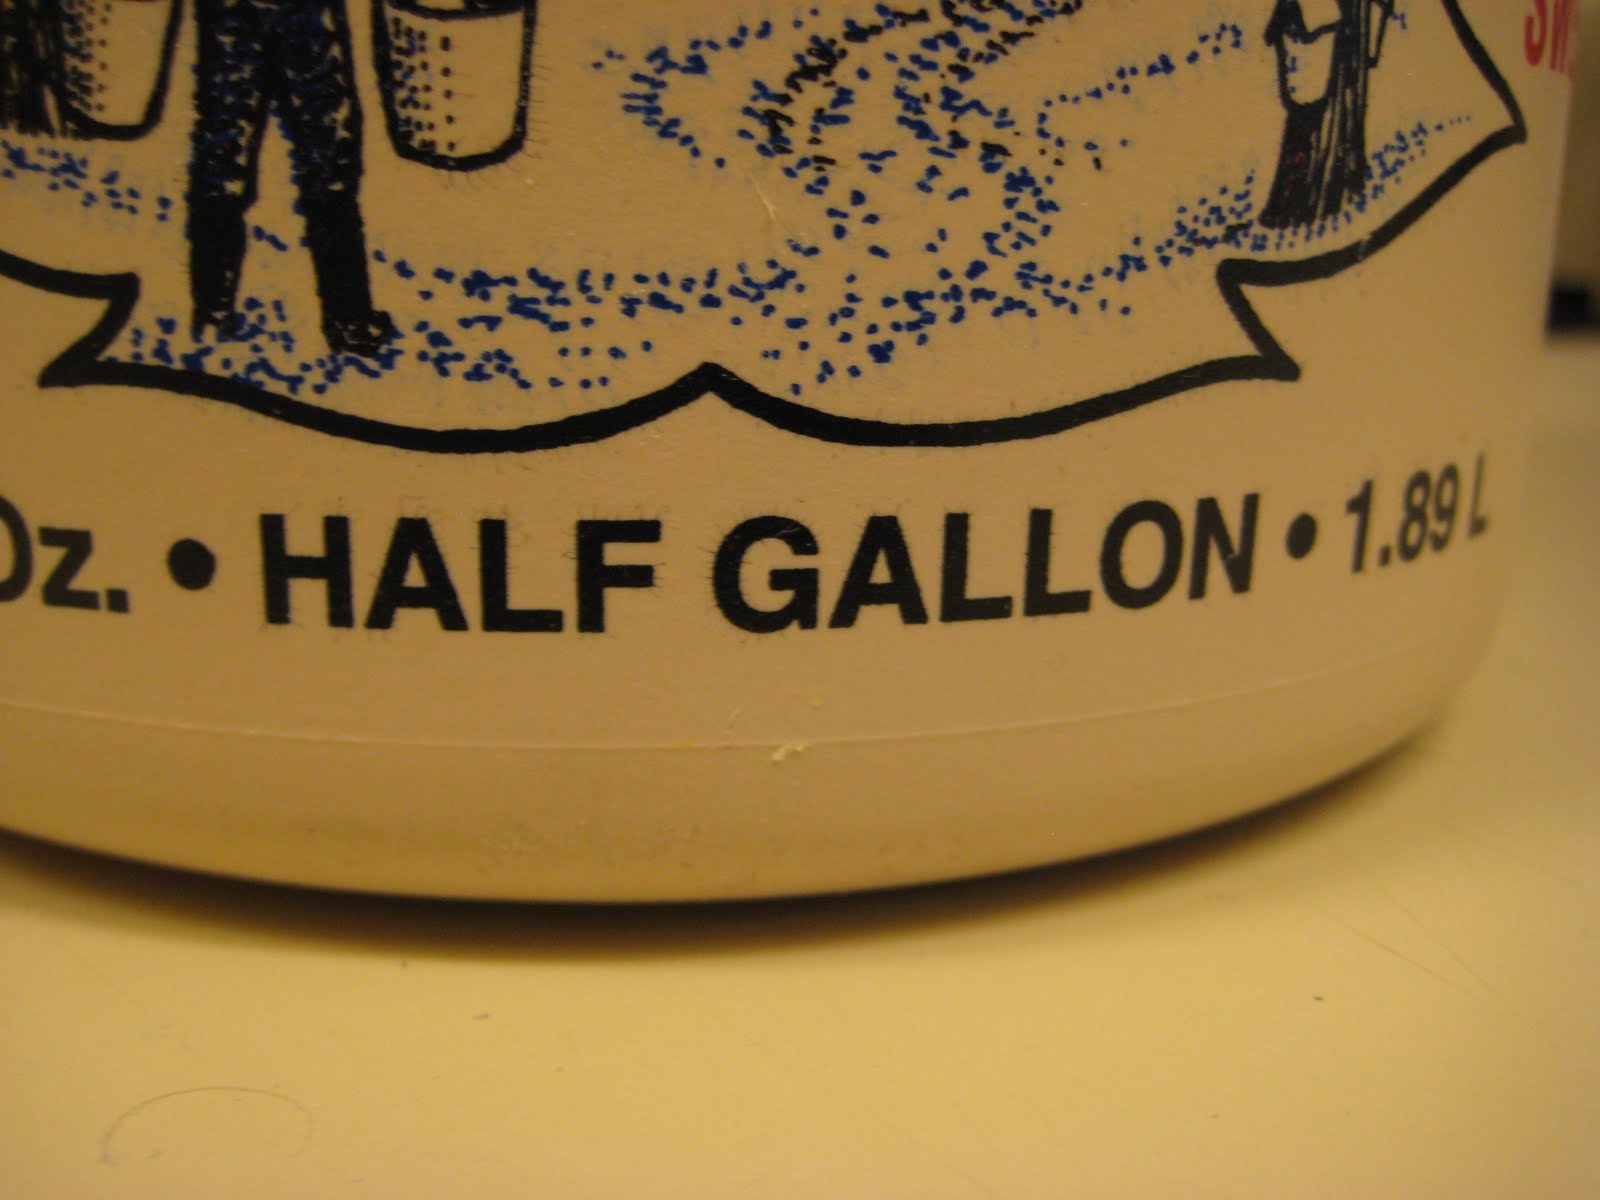 Oz. • HALF GALLON • 1.89 L